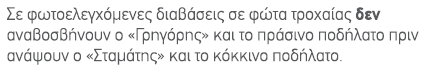 Σε φωτοελεγχόμενες διαβάσεις σε φώτα τροχαίας δεν
αναβοσβήνουν ο «Γρηγόρης» και το πράσινο ποδήλατο πριν
ανάψουν ο «Σταμάτης» και το κόκκινο ποδήλατο.